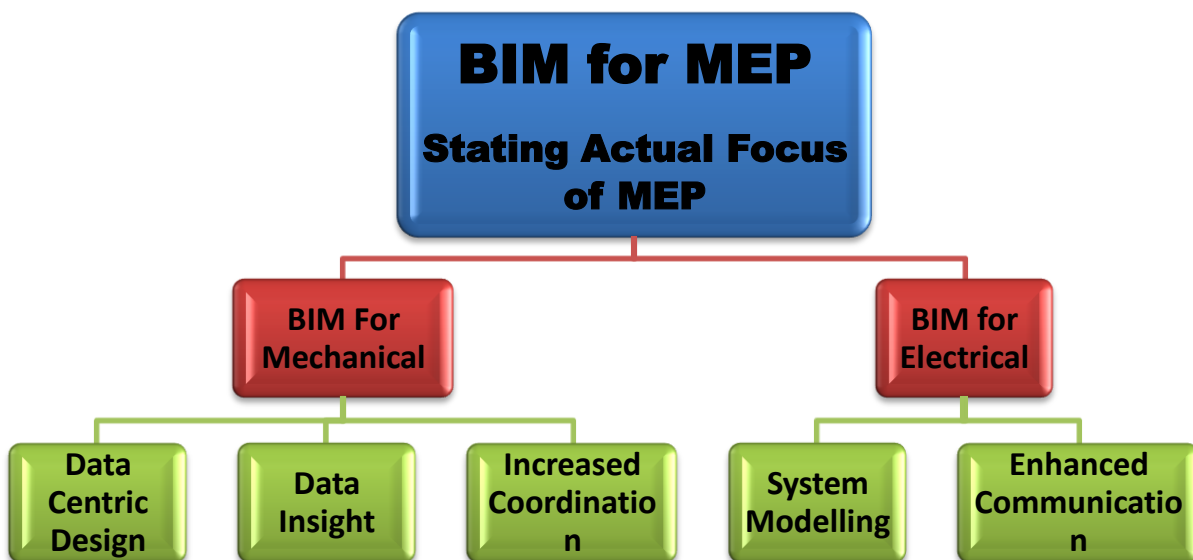 BIM for MEP
Stating Actual Focus
of MEP
BIM For
Mechanical
BIM for
Electrical
Data
Centric
Design
Data
Insight
Increased
Coordinatio
n
System
Modelling
Enhanced
Communicatio
n